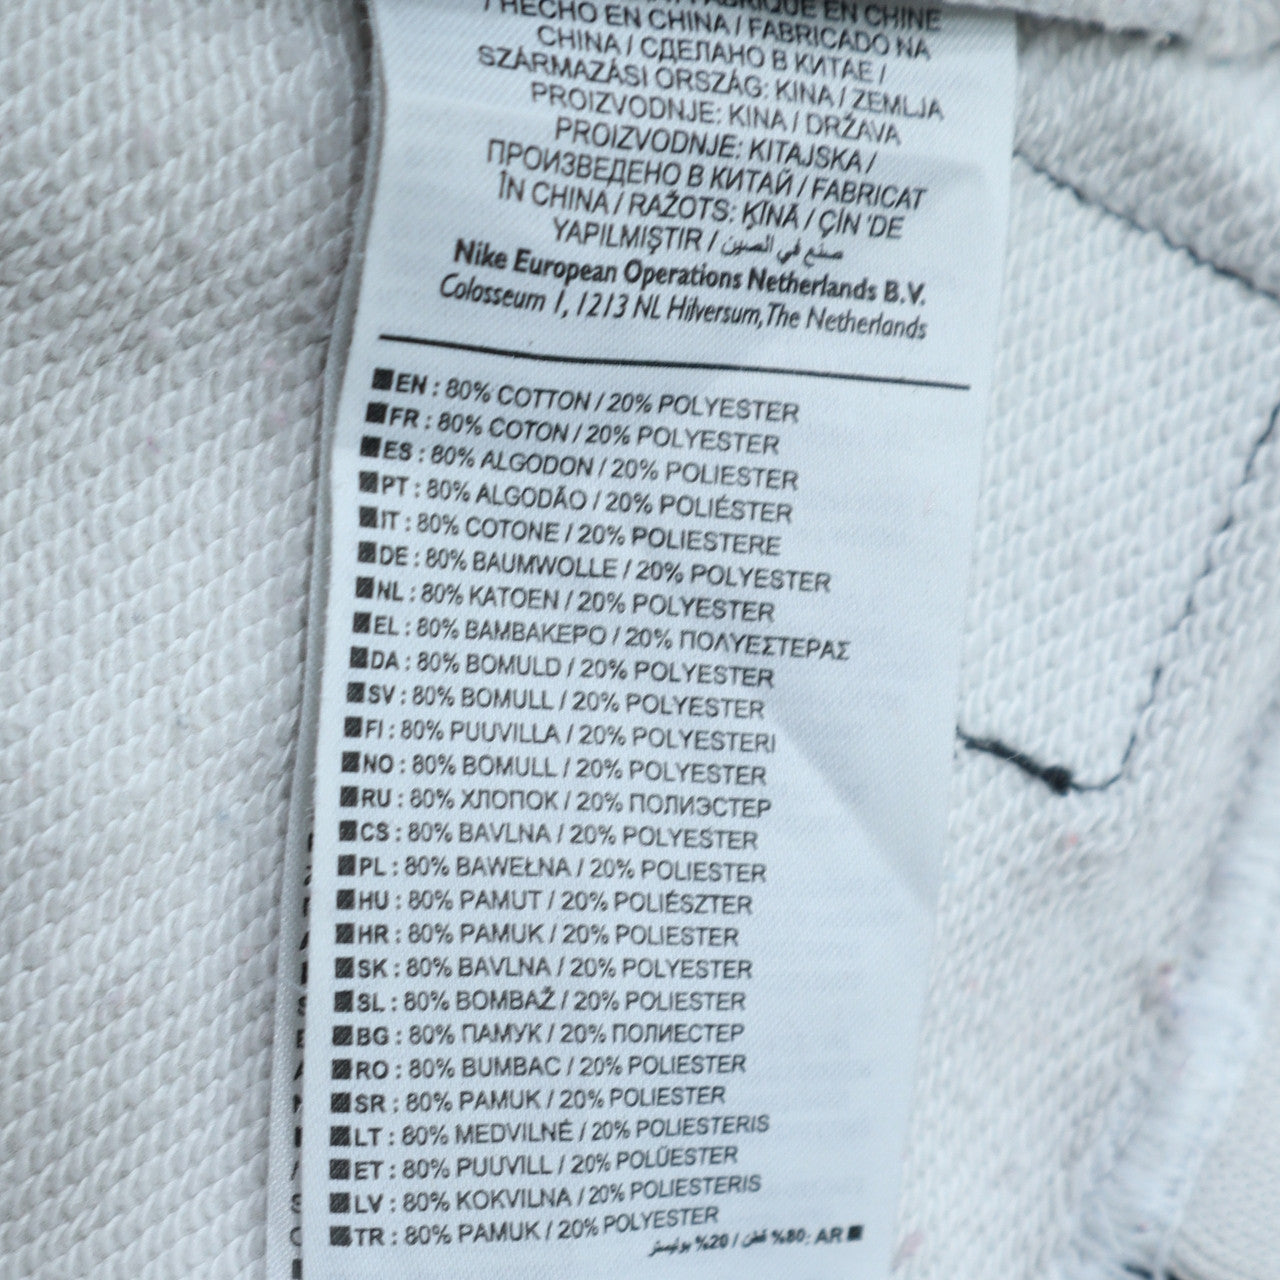 FABRIQUÉ EN CHINE
/ HECHO EN CHINA / FABRICADO NA
CHINA / СДЕЛАНО В КИТАЕ /
SZÁRMAZÁSI ORSZÁG: KINA / ZEMLJA
PROIZVODNJE: KINA / DRŽAVA
PROIZVODNJE: KITAJSKA /
ПРОИЗВЕДЕНО В КИТАЙ / FABRICAT
ÎN CHINA / RAŽOTS: ĶĪNĀ / ÇİN 'DE
YAPILMIŞTIR / صنع في الصين
Nike European Operations Netherlands B.V.
Colosseum 1, 1213 NL Hilversum, The Netherlands
EN : 80% COTTON / 20% POLYESTER
FR : 80% COTON / 20% POLYESTER
ES : 80% ALGODON / 20% POLIESTER
PT : 80% ALGODÃO / 20% POLIÉSTER
IT : 80% COTONE / 20% POLIESTERE
DE : 80% BAUMWOLLE / 20% POLYESTER
NL : 80% KATOEN / 20% POLYESTER
EL : 80% ΒΑΜΒΑΚΕΡΟ / 20% ΠΟΛΥΕΣΤΕΡΑΣ
DA : 80% BOMULD / 20% POLYESTER
SV : 80% BOMULL / 20% POLYESTER
FI : 80% PUUVILLA / 20% POLYESTERI
NO : 80% BOMULL / 20% POLYESTER
RU : 80% ХЛОПОК / 20% ПОЛИЭСТЕР
CS : 80% BAVLNA / 20% POLYESTER
PL : 80% BAWEŁNA / 20% POLIESTER
HU : 80% PAMUT / 20% POLIÉSZTER
HR : 80% PAMUK / 20% POLIESTER
SK : 80% BAVLNA / 20% POLYESTER
SL : 80% BOMBAŽ / 20% POLIESTER
BG : 80% ПАМУК / 20% ПОЛИЕСТЕР
RO : 80% BUMBAC / 20% POLIESTER
SR : 80% PAMUK / 20% POLIESTER
LT : 80% MEDVILNĖ / 20% POLIESTERIS
ET : 80% PUUVILL / 20% POLÜESTER
LV : 80% KOKVILNA / 20% POLIESTERIS
TR : 80% PAMUK / 20% POLYESTER
AR :80% قطن / 20% بوليستر